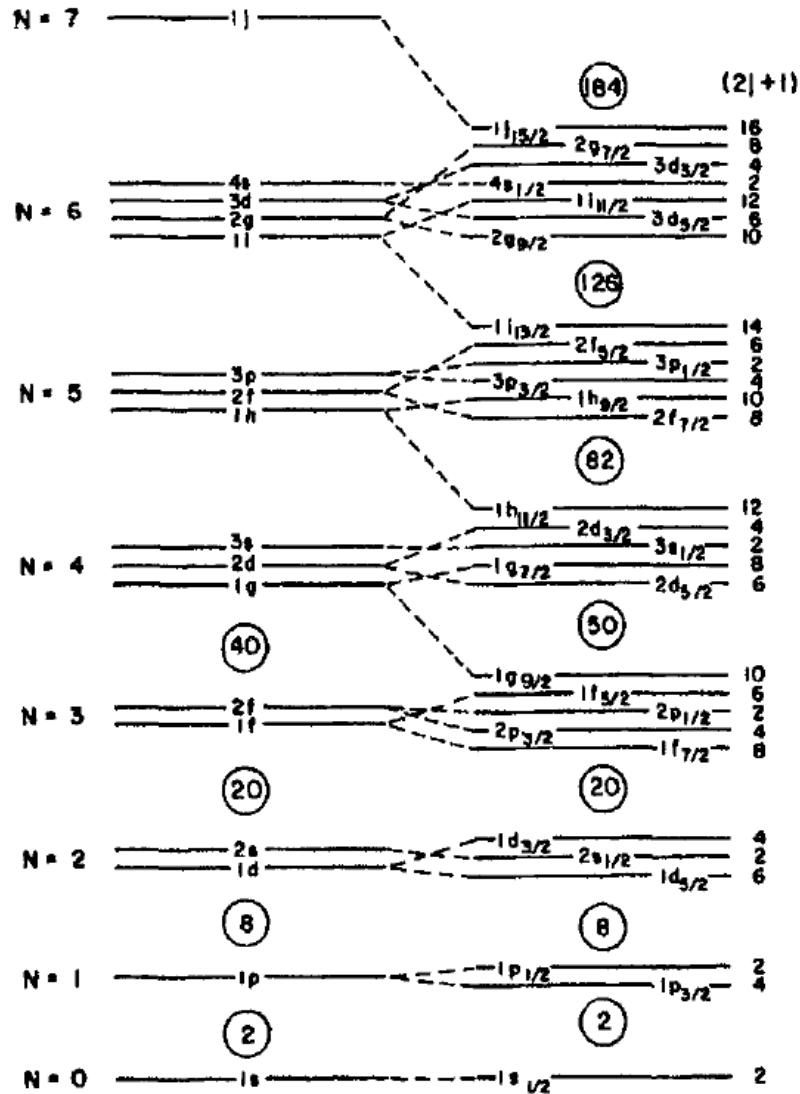 N = 7 1j
184 (2j+1)
1j15/2 16
2g7/2 8
3d3/2 4
4s 4s1/2 2
3d 1i11/2 12
N = 6 2g 3d5/2 6
1i 2g9/2 10
126
1i13/2 14
2f5/2 6
3p1/2 2
3p 3p3/2 4
N = 5 2f 1h9/2 10
1h 2f7/2 8
82
1h11/2 12
2d3/2 4
3s 3s1/2 2
N = 4 2d 1g7/2 8
1g 2d5/2 6
40 50
1g9/2 10
1f5/2 6
N = 3 2f 2p1/2 2
1f 2p3/2 4
1f7/2 8
20 20
1d3/2 4
N = 2 2s 2s1/2 2
1d 1d5/2 6
8 8
1p1/2 2
N = 1 1p 1p3/2 4
2 2
N = 0 1s 1s1/2 2